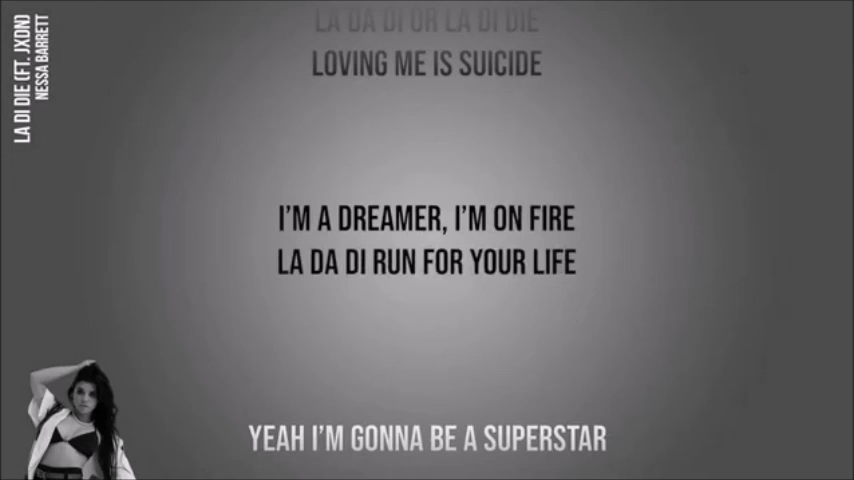 LA DI DIE (FT. JXDN)
NESSA BARRETT
LA DA DI OR LA DI DIE
LOVING ME IS SUICIDE
I'M A DREAMER, I'M ON FIRE
LA DA DI RUN FOR YOUR LIFE
YEAH I'M GONNA BE A SUPERSTAR